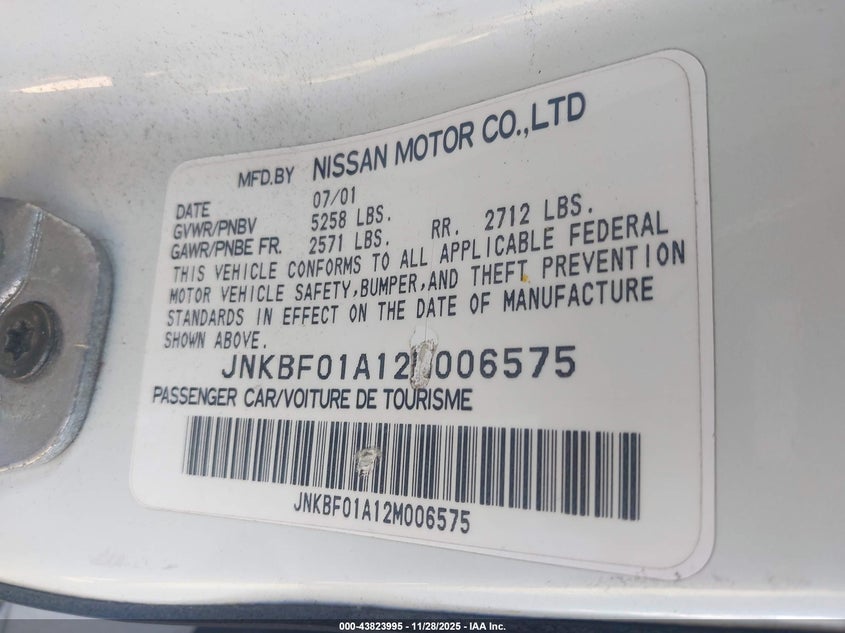 MFD.BY NISSAN MOTOR CO.,LTD
DATE 07/01
GVWR/PNBV 5258 LBS.
GAWR/PNBE FR. 2571 LBS. RR. 2712 LBS.
THIS VEHICLE CONFORMS TO ALL APPLICABLE FEDERAL
MOTOR VEHICLE SAFETY,BUMPER,AND THEFT PREVENTION
STANDARDS IN EFFECT ON THE DATE OF MANUFACTURE
SHOWN ABOVE.
JNKBF01A12M006575
PASSENGER CAR/VOITURE DE TOURISME
JNKBF01A12M006575
000-43823995 - 11/28/2025 - IAA Inc.